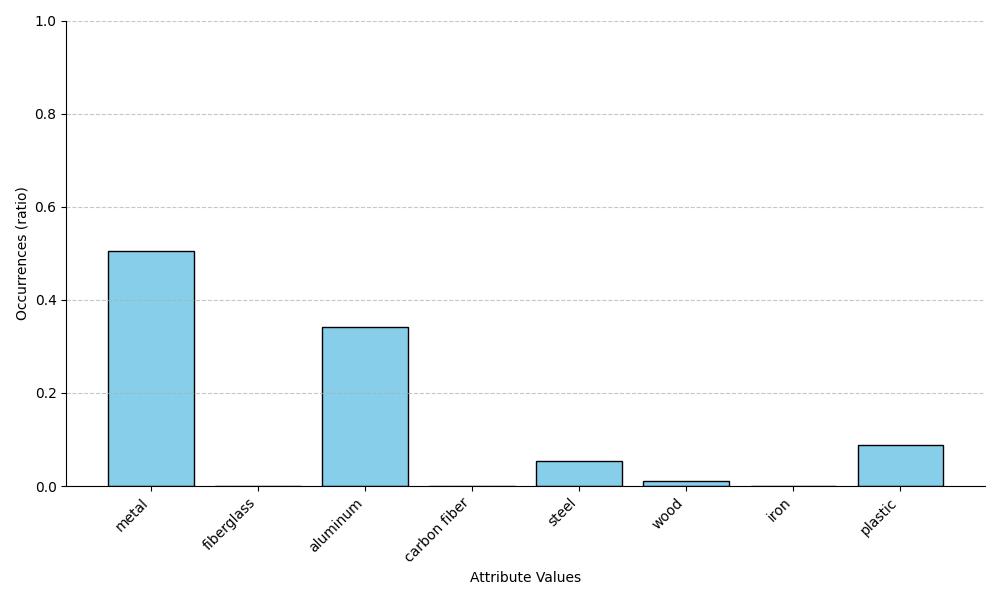 1.0
0.8
0.6
0.4
0.2
0.0
Occurrences (ratio)
metal
fiberglass
aluminum
carbon fiber
steel
wood
iron
plastic
Attribute Values